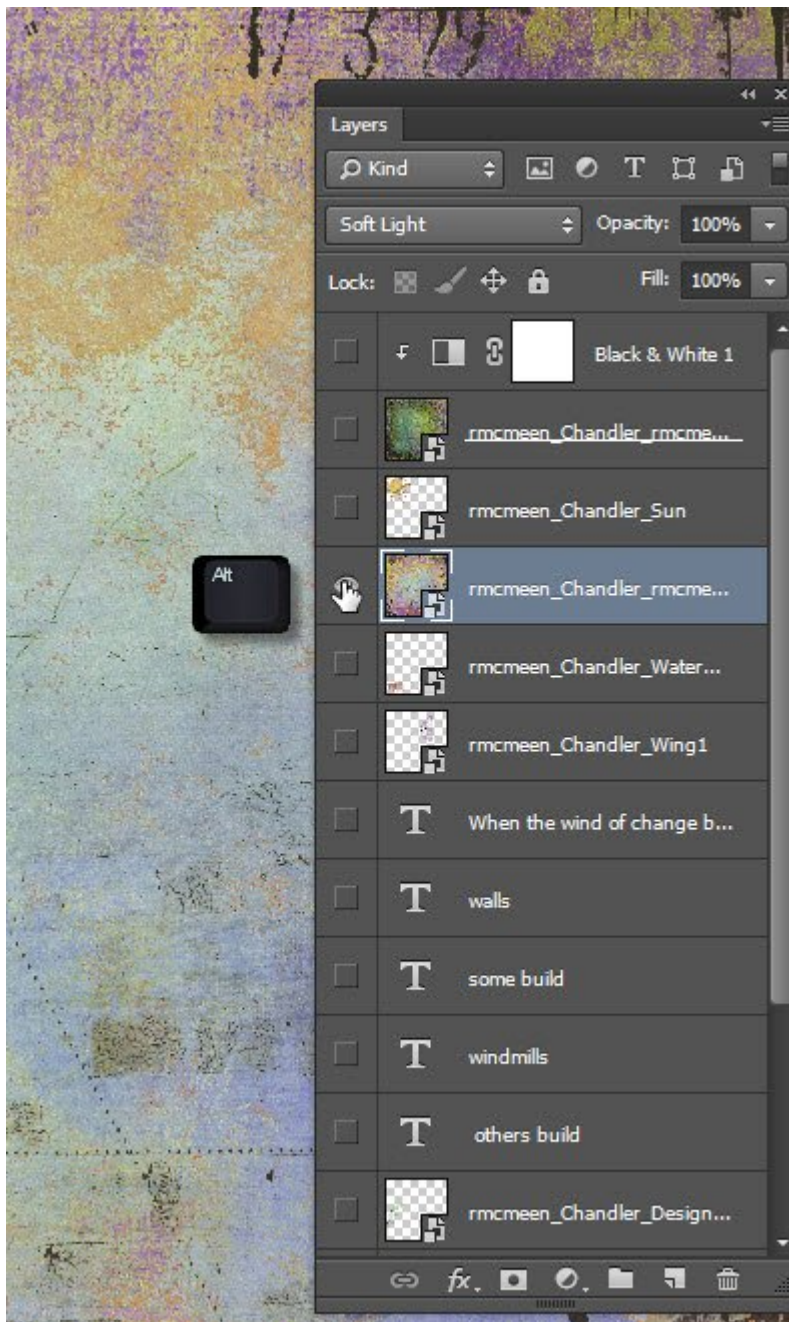 Layers
Kind
T
Soft Light
Opacity: 100%
Lock:
Fill: 100%
Black & White 1
rmcmeen_Chandler_rmcme...
rmcmeen_Chandler_Sun
Alt
rmcmeen_Chandler_rmcme...
rmcmeen_Chandler_Water...
rmcmeen_Chandler_Wing1
T When the wind of change b...
T walls
T some build
T windmills
T others build
rmcmeen_Chandler_Design...
fx